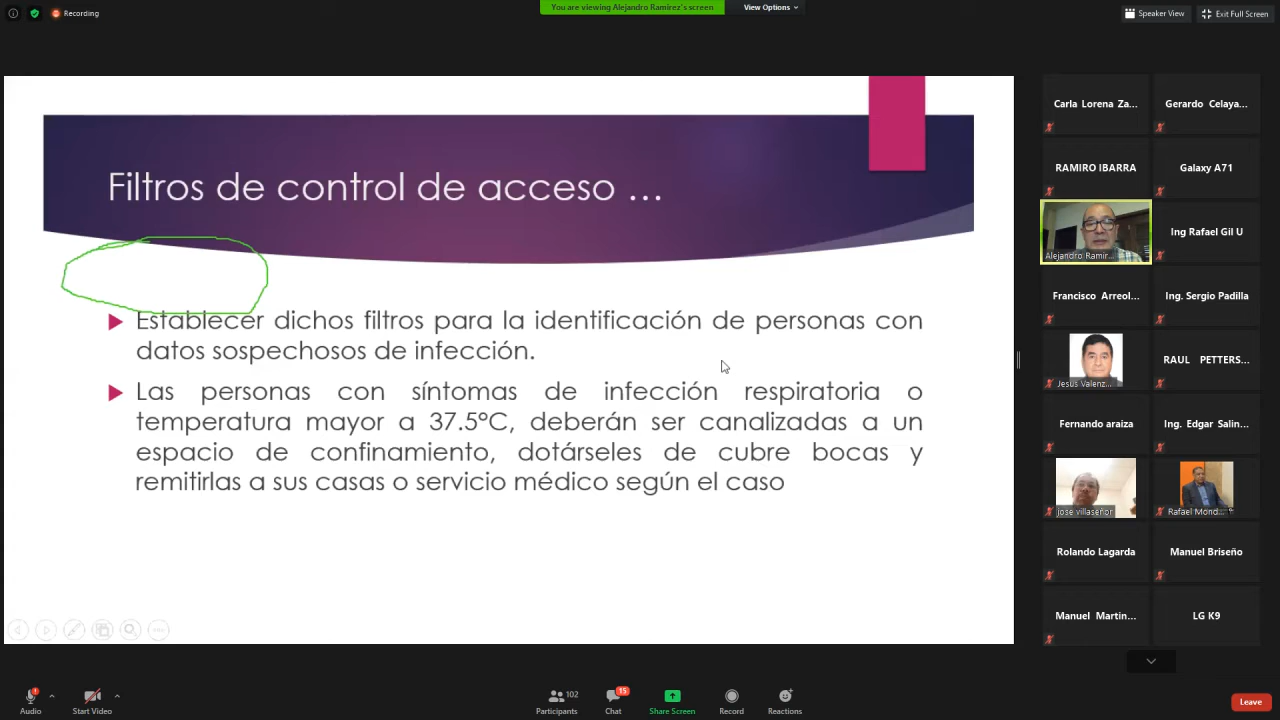 Recording
You are viewing Alejandro Ramirez's screen
View Options
Speaker View
Exit Full Screen
Filtros de control de acceso ...
Establecer dichos filtros para la identificación de personas con
datos sospechosos de infección.
Las personas con síntomas de infección respiratoria o
temperatura mayor a 37.5°C, deberán ser canalizadas a un
espacio de confinamiento, dotárseles de cubre bocas y
remitirlas a sus casas o servicio médico según el caso
Carla Lorena Za...
Gerardo Celaya...
RAMIRO IBARRA
Galaxy A71
Alejandro Ramir...
Ing Rafael Gil U
Francisco Arreol...
Ing. Sergio Padilla
Jesús Valenz...
RAUL PETTERS...
Fernando araiza
Ing. Edgar Salin...
jose villaseñor
Rafael Mond...
Rolando Lagarda
Manuel Briseño
Manuel Martin...
LG K9
Audio
Start Video
102
Participants
15
Chat
Share Screen
Record
Reactions
Leave